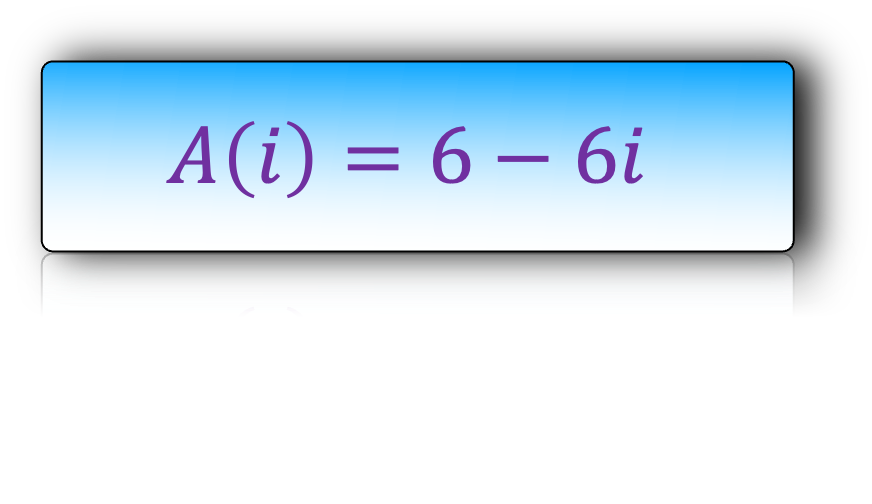 A(i) = 6 − 6i